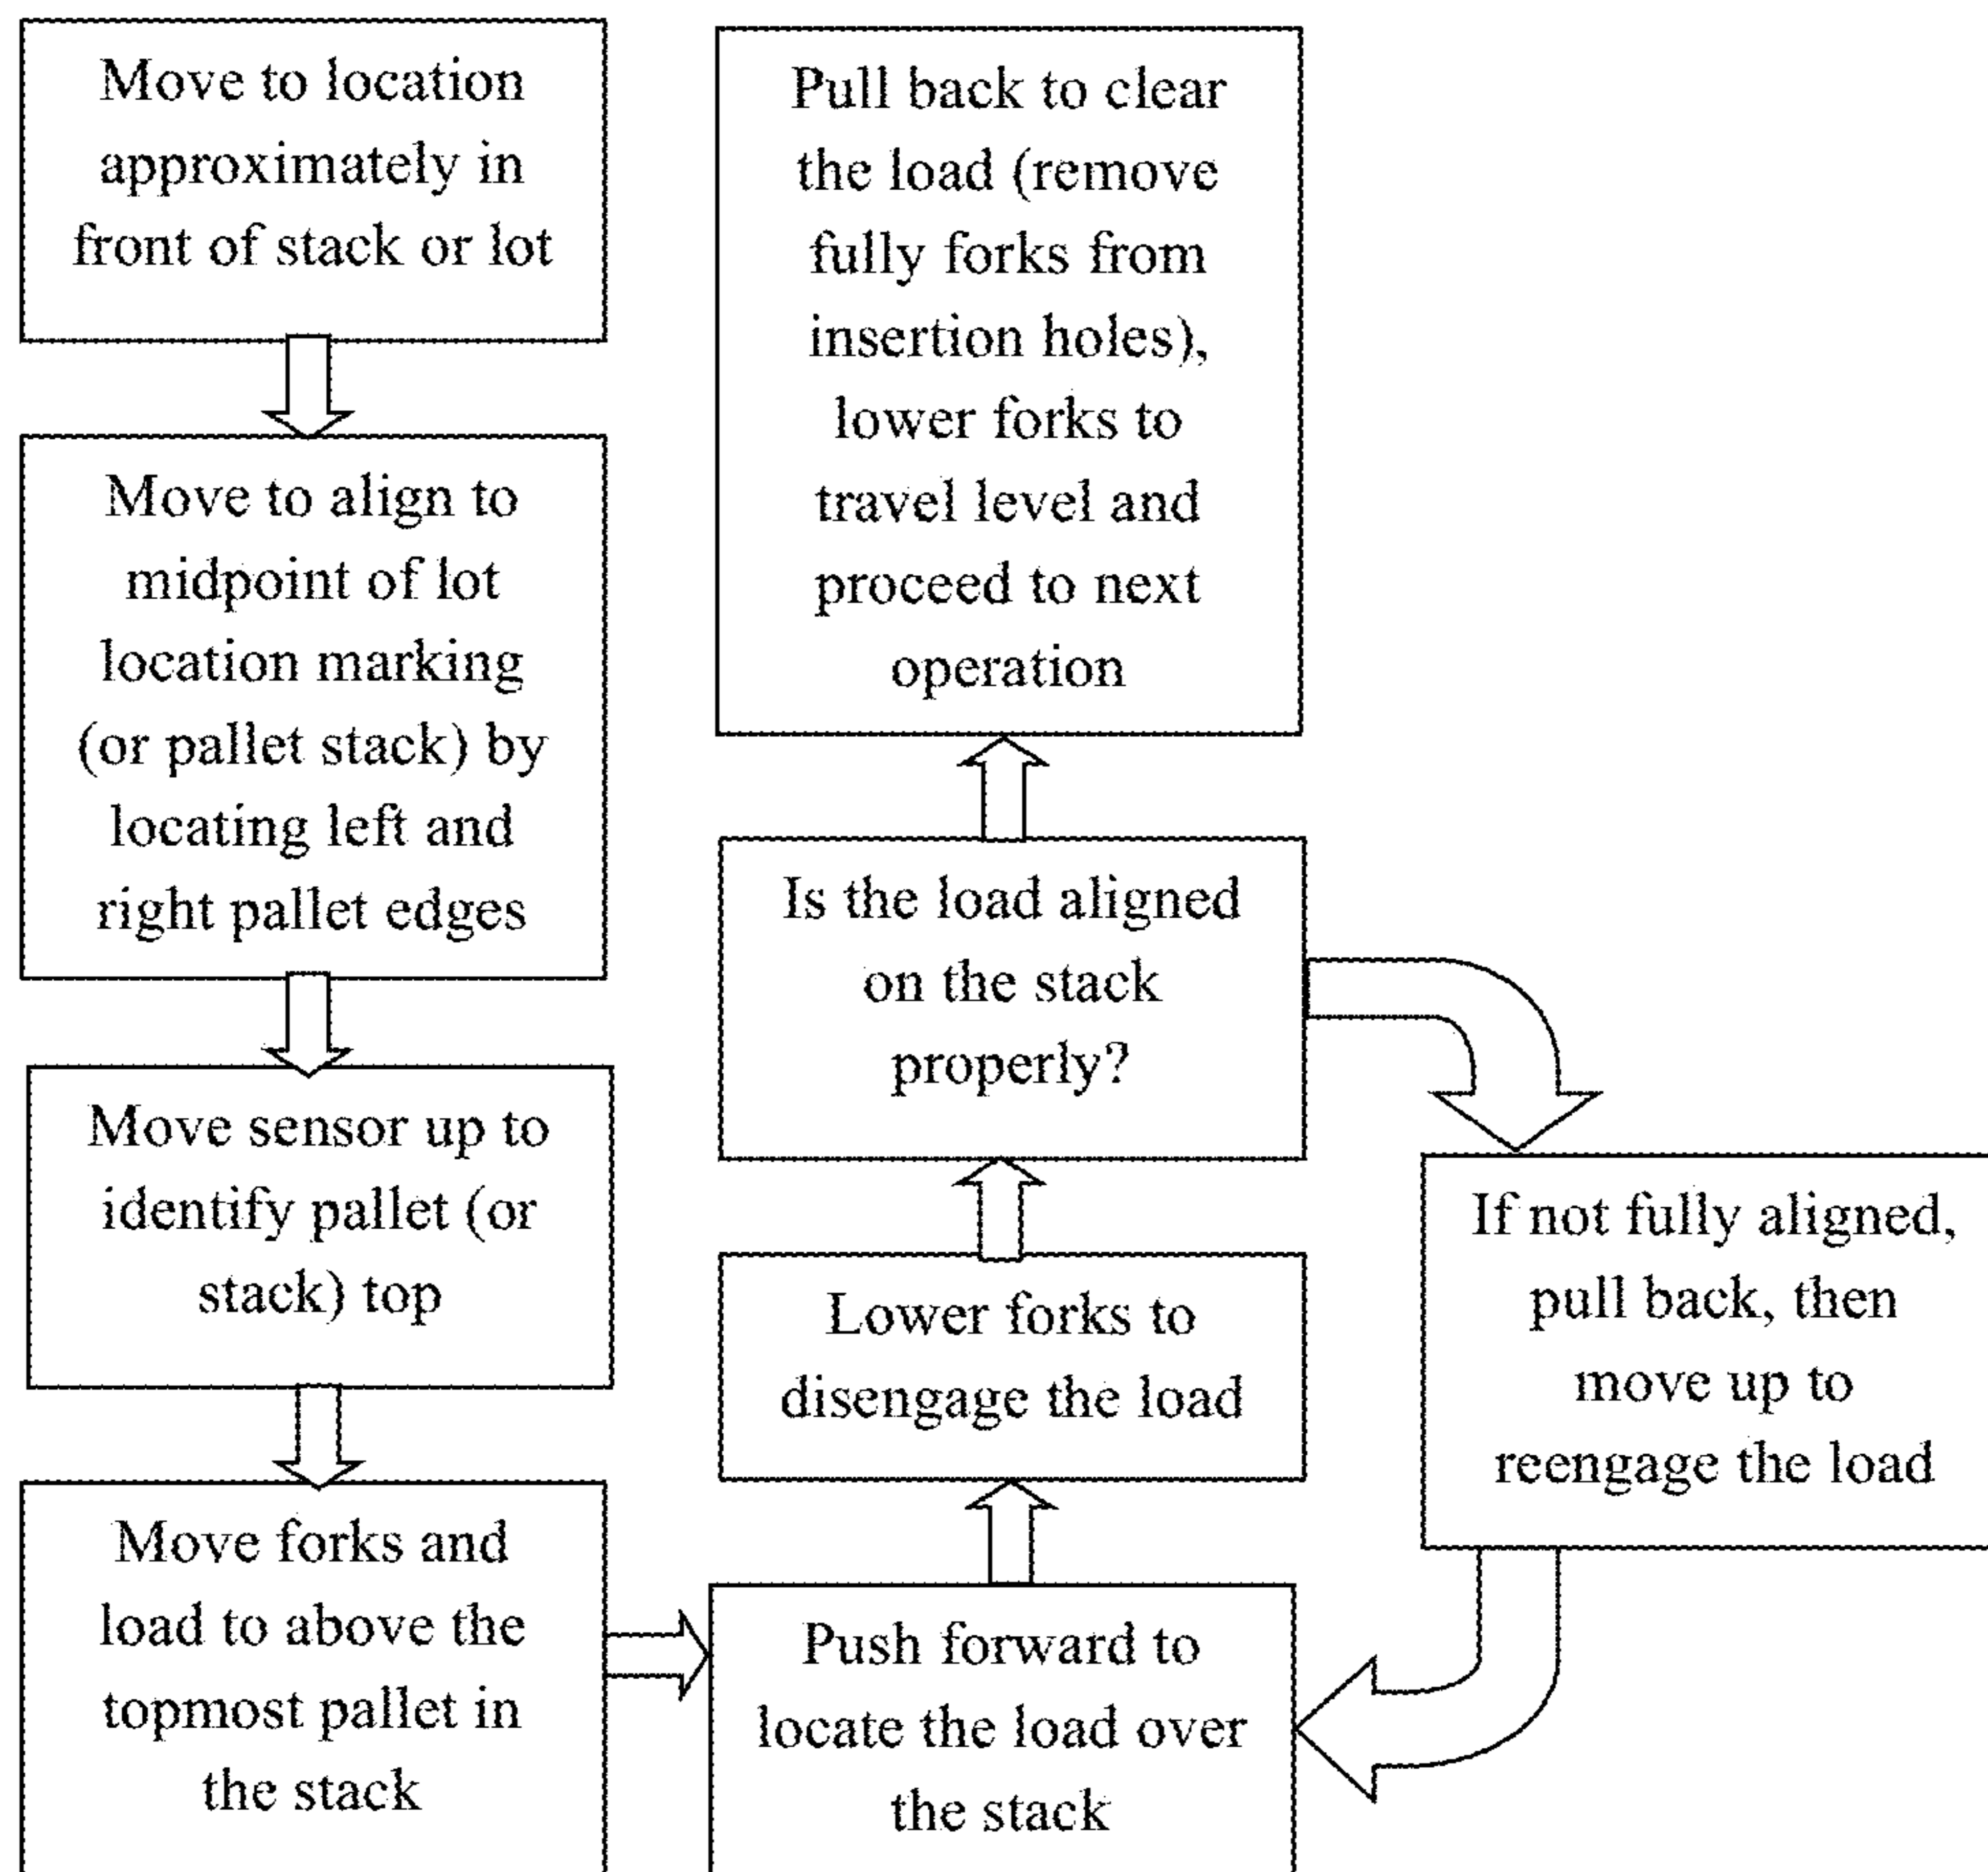 Move to location
approximately in
front of stack or lot
Move to align to
midpoint of lot
location marking
(or pallet stack) by
locating left and
right pallet edges
Move sensor up to
identify pallet (or
stack) top
Move forks and
load to above the
topmost pallet in
the stack
Push forward to
locate the load over
the stack
Lower forks to
disengage the load
Is the load aligned
on the stack
properly?
If not fully aligned,
pull back, then
move up to
reengage the load
Pull back to clear
the load (remove
fully forks from
insertion holes),
lower forks to
travel level and
proceed to next
operation